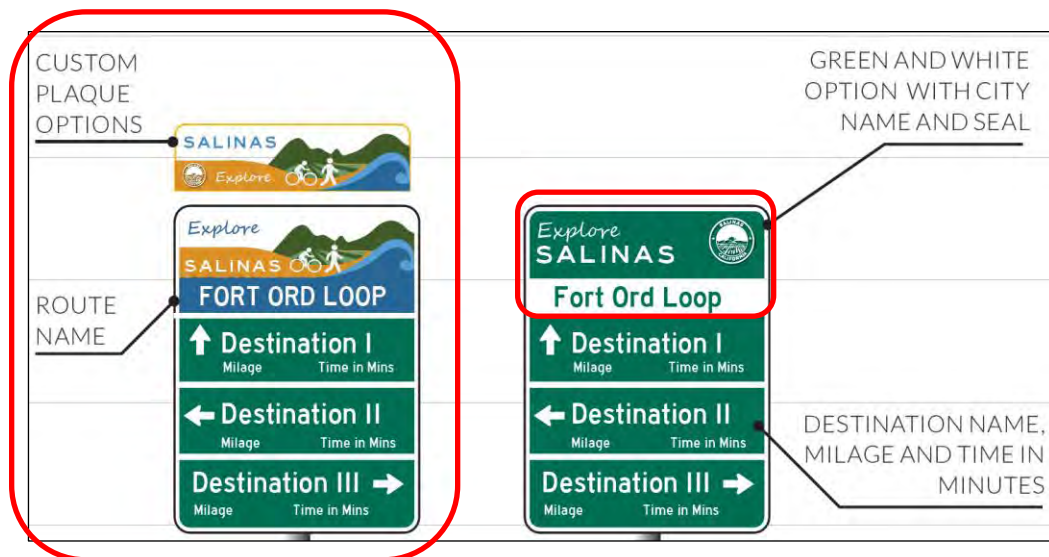 CUSTOM
PLAQUE
OPTIONS
SALINAS
Explore
Explore
SALINAS
FORT ORD LOOP
ROUTE
NAME
Destination I
Milage Time in Mins
Destination II
Milage Time in Mins
Destination III
Milage Time in Mins
GREEN AND WHITE
OPTION WITH CITY
NAME AND SEAL
Explore
SALINAS
SALINAS
CALIFORNIA
Fort Ord Loop
Destination I
Milage Time in Mins
Destination II
Milage Time in Mins
Destination III
Milage Time in Mins
DESTINATION NAME,
MILAGE AND TIME IN
MINUTES